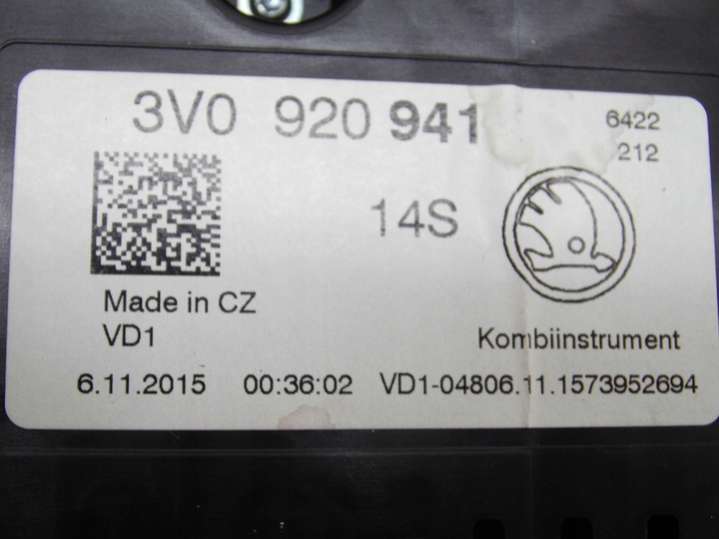 3V0 920 941
6422
212
14S
Made in CZ
VD1
Kombiinstrument
6.11.2015 00:36:02 VD1-04806.11.1573952694